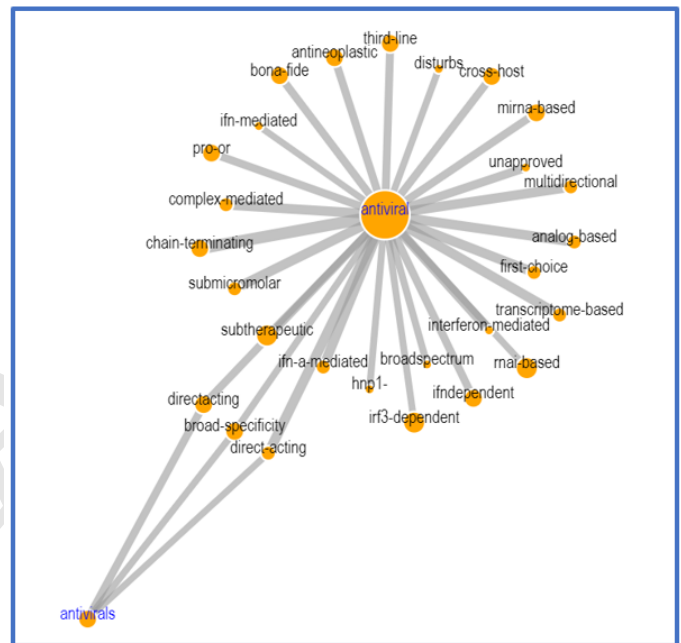 third-line
antineoplastic
disturbs
bona-fide
cross-host
mirna-based
ifn-mediated
pro-or
unapproved
multidirectional
complex-mediated
antiviral
chain-terminating
analog-based
first-choice
submicromolar
transcriptome-based
subtherapeutic
interferon-mediated
ifn-a-mediated
broadspectrum
rnai-based
hnp1-
ifndependent
directacting
irf3-dependent
broad-specificity
direct-acting
antivirals